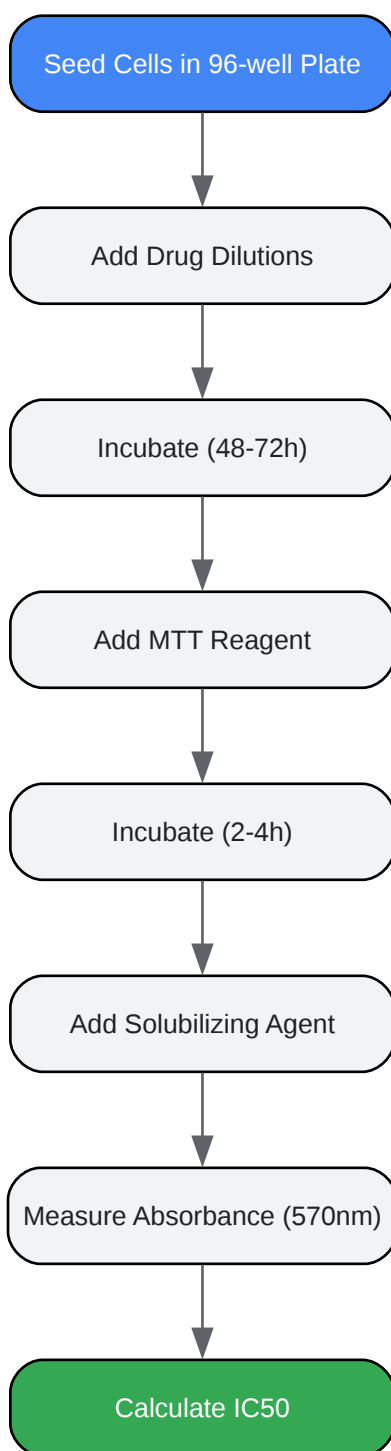 Seed Cells in 96-well Plate
Add Drug Dilutions
Incubate (48-72h)
Add MTT Reagent
Incubate (2-4h)
Add Solubilizing Agent
Measure Absorbance (570nm)
Calculate IC50